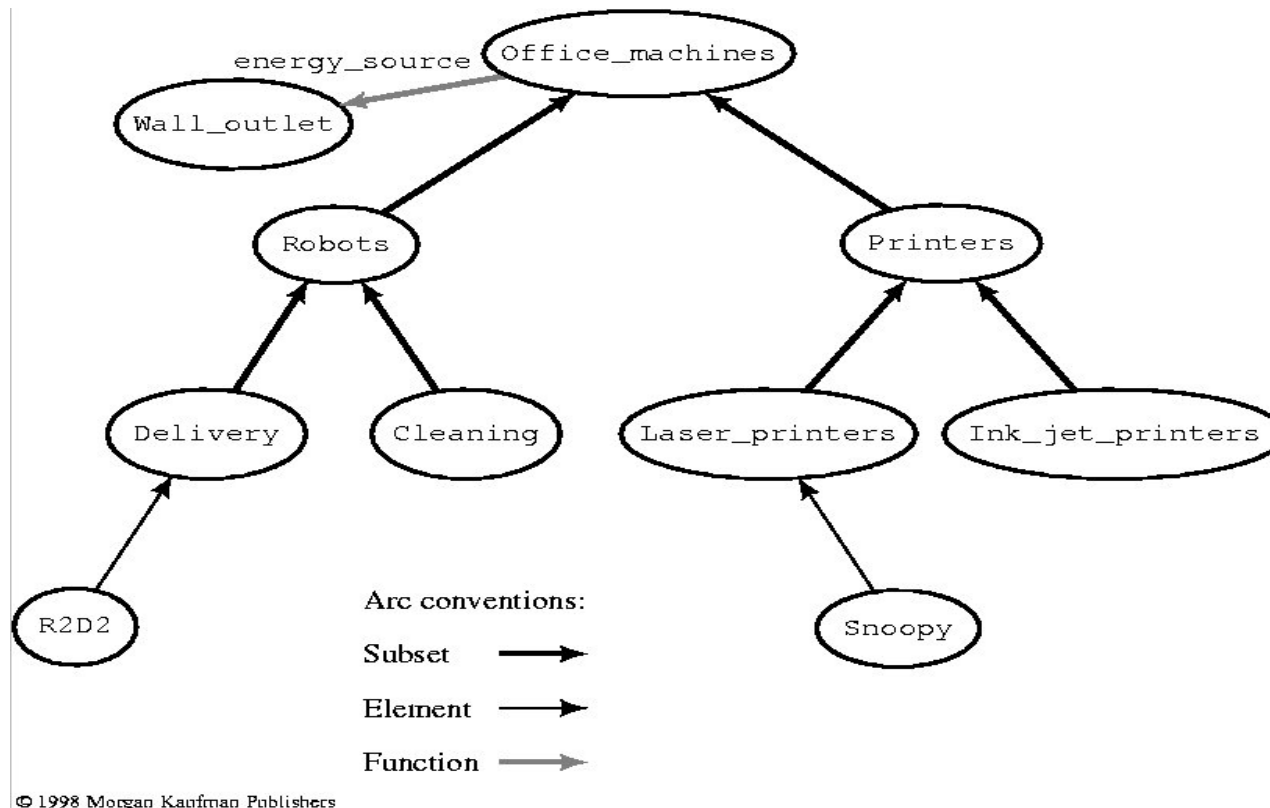 Office_machines
energy_source
Wall_outlet
Robots
Printers
Delivery
Cleaning
Laser_printers
Ink_jet_printers
R2D2
Snoopy
Arc conventions:
Subset
Element
Function
© 1998 Morgan Kaufman Publishers